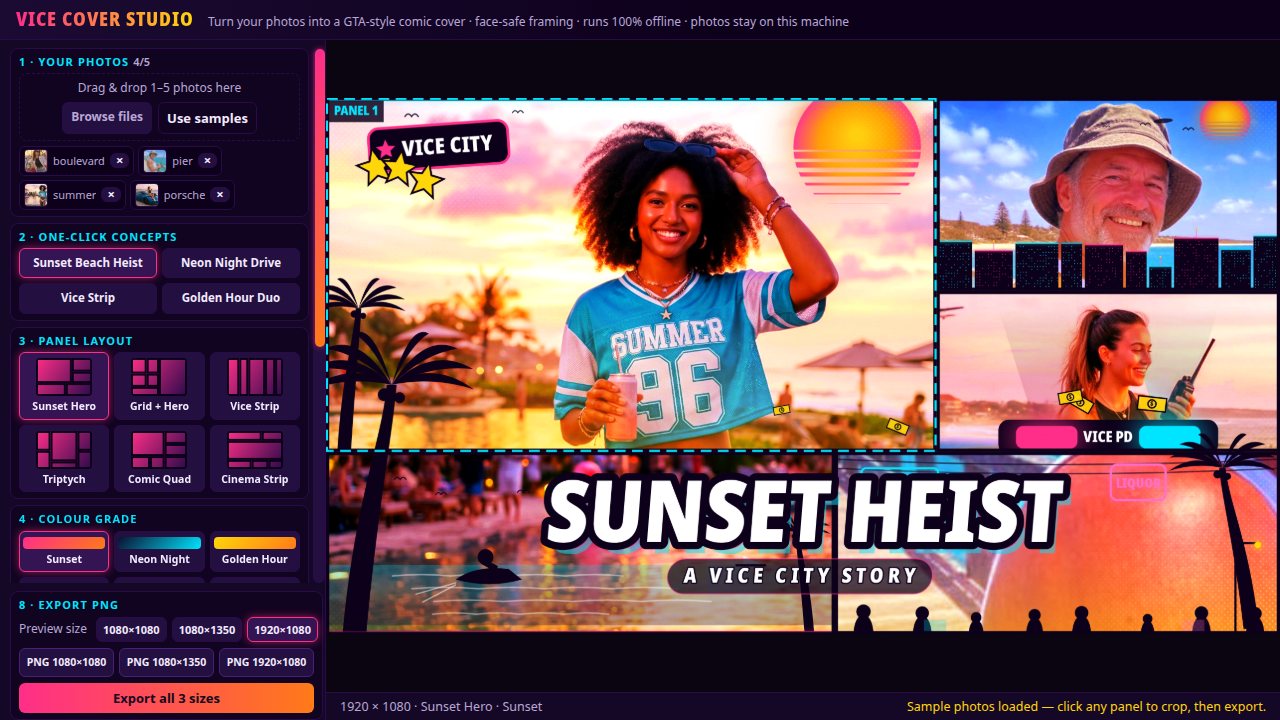 VICE COVER STUDIO
Turn your photos into a GTA-style comic cover · face-safe framing · runs 100% offline · photos stay on this machine
1 · YOUR PHOTOS 4/5
Drag & drop 1–5 photos here
Browse files
Use samples
boulevard ×
pier ×
summer ×
porsche ×
2 · ONE-CLICK CONCEPTS
Sunset Beach Heist
Neon Night Drive
Vice Strip
Golden Hour Duo
3 · PANEL LAYOUT
Sunset Hero
Grid + Hero
Vice Strip
Triptych
Comic Quad
Cinema Strip
4 · COLOUR GRADE
Sunset
Neon Night
Golden Hour
8 · EXPORT PNG
Preview size
1080×1080
1080×1350
1920×1080
PNG 1080×1080
PNG 1080×1350
PNG 1920×1080
Export all 3 sizes
PANEL 1
VICE CITY
SUMMER
96
VICE PD
LIQUOR
SUNSET HEIST
A VICE CITY STORY
1920 × 1080 · Sunset Hero · Sunset
Sample photos loaded — click any panel to crop, then export.